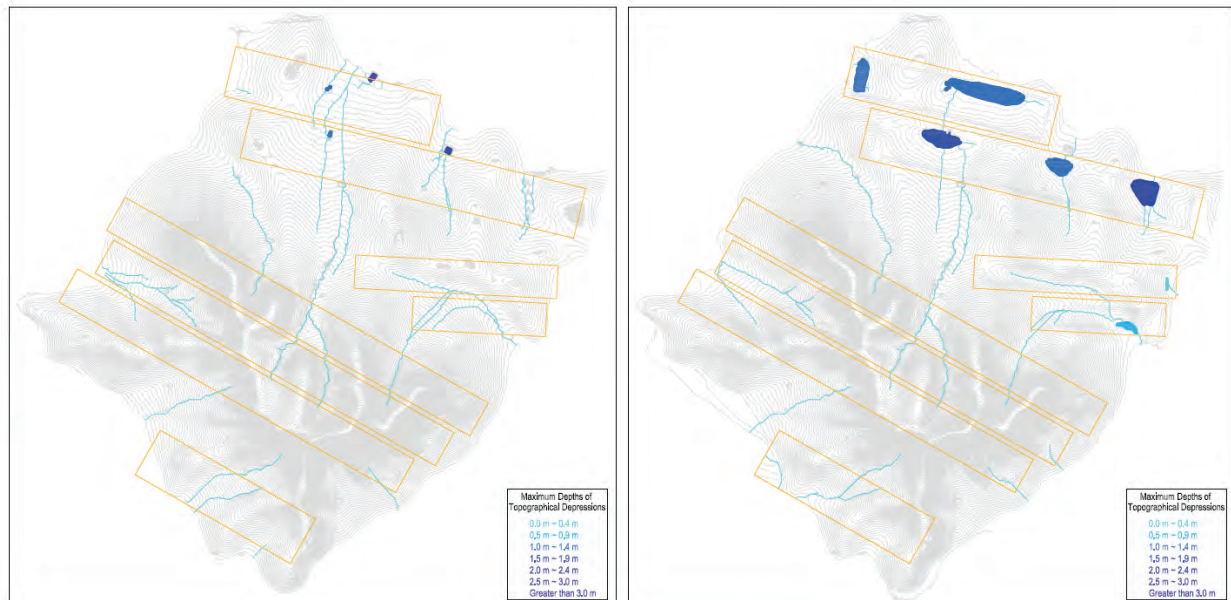 Maximum Depths of
Topographical Depressions
0.0 m ~ 0.4 m
0.5 m ~ 0.9 m
1.0 m ~ 1.4 m
1.5 m ~ 1.9 m
2.0 m ~ 2.4 m
2.5 m ~ 3.0 m
Greater than 3.0 m
Maximum Depths of
Topographical Depressions
0.0 m ~ 0.4 m
0.5 m ~ 0.9 m
1.0 m ~ 1.4 m
1.5 m ~ 1.9 m
2.0 m ~ 2.4 m
2.5 m ~ 3.0 m
Greater than 3.0 m